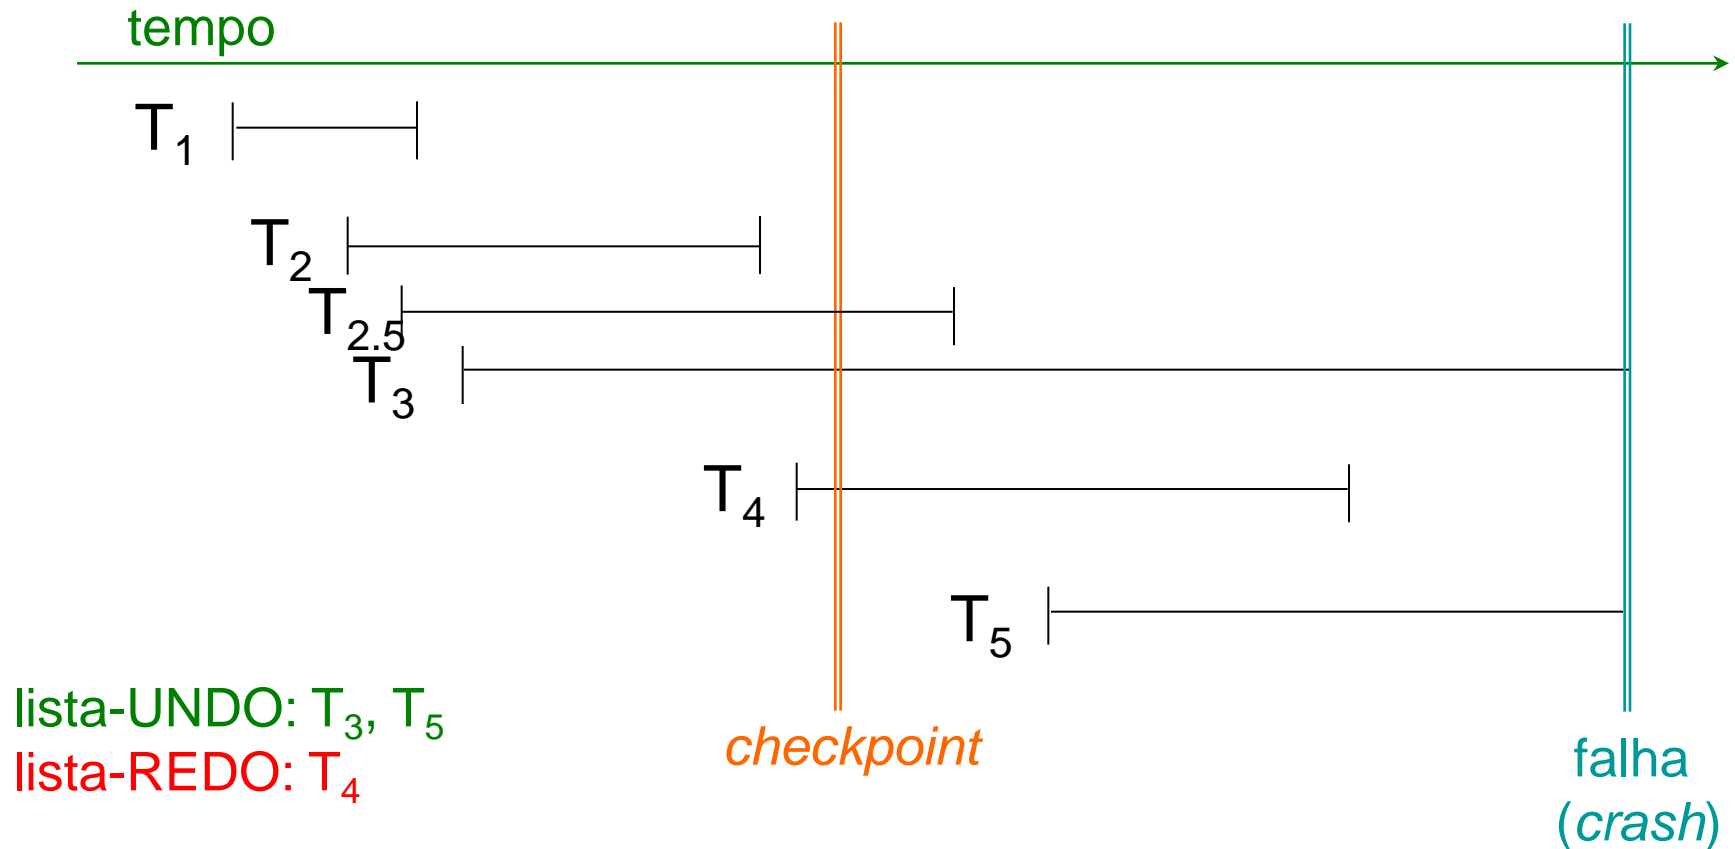 tempo
T1
T2
T2.5
T3
T4
T5
lista-UNDO: T3, T5
lista-REDO: T4
checkpoint
falha
(crash)